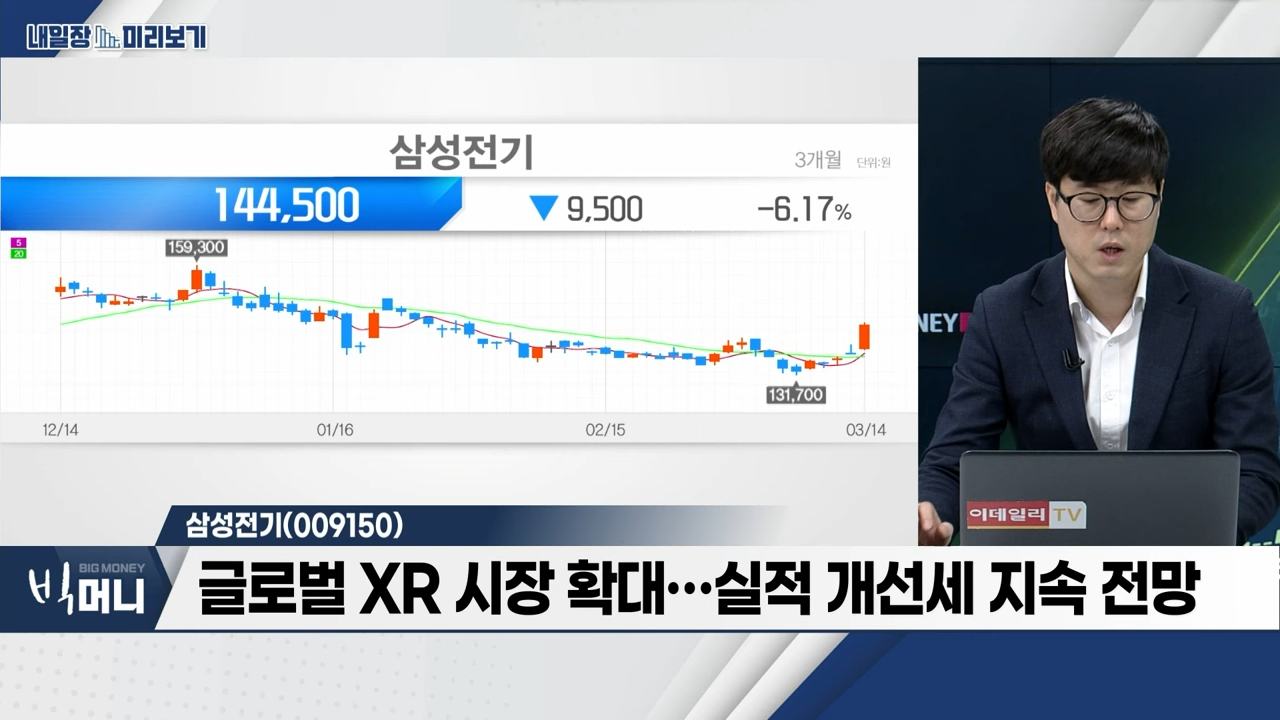 내일장 미리보기
삼성전기
3개월 단위:원
144,500 ▼ 9,500 -6.17%
5
20
159,300
131,700
12/14 01/16 02/15 03/14
NEY
이데일리TV
삼성전기(009150)
BIG MONEY
빅머니
글로벌 XR 시장 확대…실적 개선세 지속 전망